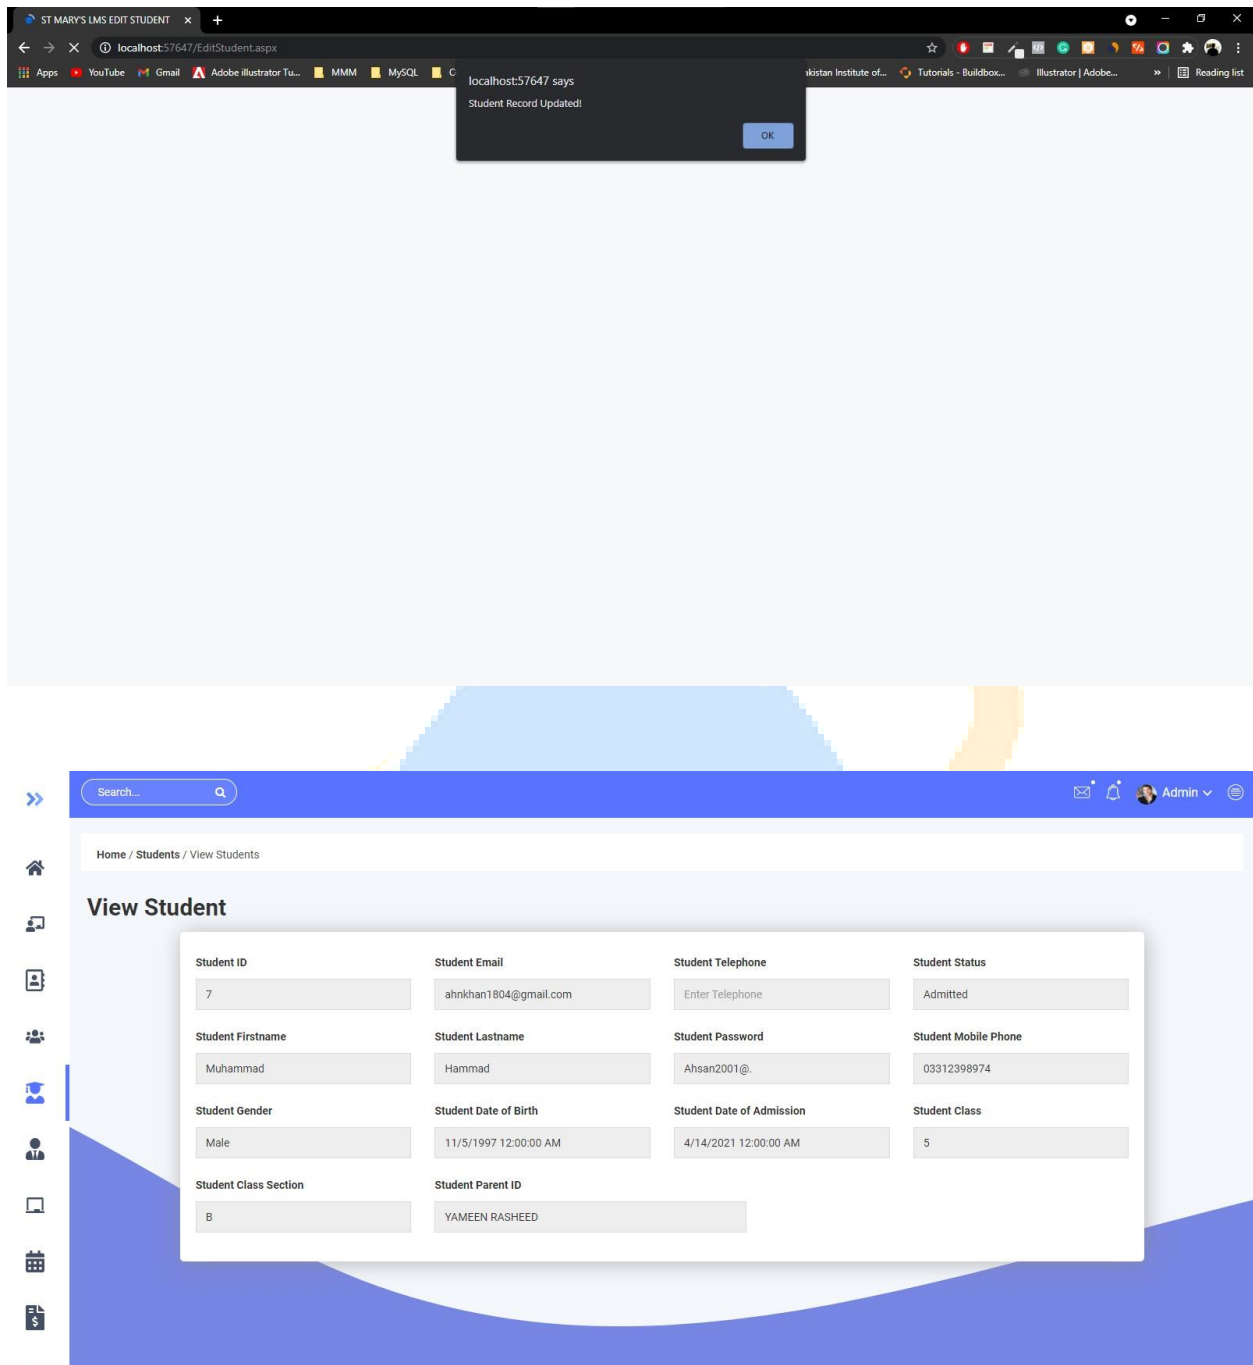 ST MARY'S LMS EDIT STUDENT
localhost:57647/EditStudent.aspx
Apps YouTube Gmail Adobe illustrator Tu... MMM MySQL C kistan Institute of... Tutorials - Buildbox... Illustrator | Adobe... » Reading list
localhost:57647 says
Student Record Updated!
OK
Search... Admin
Home / Students / View Students
View Student
Student ID Student Email Student Telephone Student Status
7 ahnkhan1804@gmail.com Enter Telephone Admitted
Student Firstname Student Lastname Student Password Student Mobile Phone
Muhammad Hammad Ahsan2001@. 03312398974
Student Gender Student Date of Birth Student Date of Admission Student Class
Male 11/5/1997 12:00:00 AM 4/14/2021 12:00:00 AM 5
Student Class Section Student Parent ID
B YAMEEN RASHEED